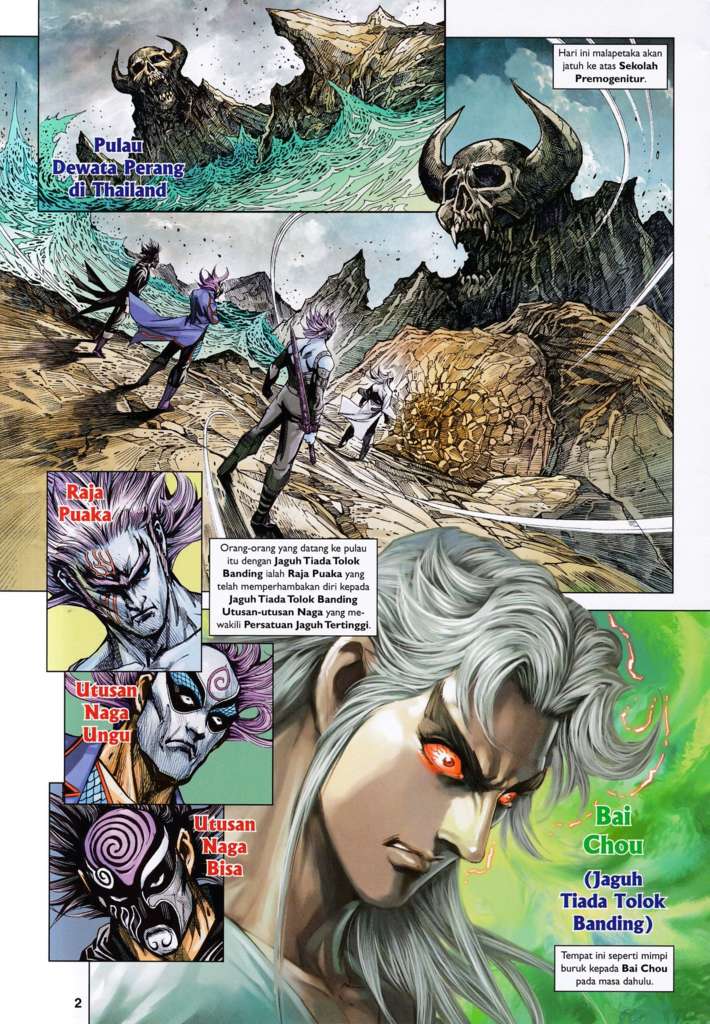 Pulau
Dewata Perang
di Thailand
Hari ini malapetaka akan
jatuh ke atas Sekolah
Premogenitur.
Raja
Puaka
Orang-orang yang datang ke pulau
itu dengan Jaguh Tiada Tolok
Banding ialah Raja Puaka yang
telah memperhambakan diri kepada
Jaguh Tiada Tolok Banding
Utusan-utusan Naga yang me-
wakili Persatuan Jaguh Tertinggi.
Utusan
Naga
Ungu
Utusan
Naga
Bisa
Bai
Chou
(Jaguh
Tiada Tolok
Banding)
Tempat ini seperti mimpi
buruk kepada Bai Chou
pada masa dahulu.
2